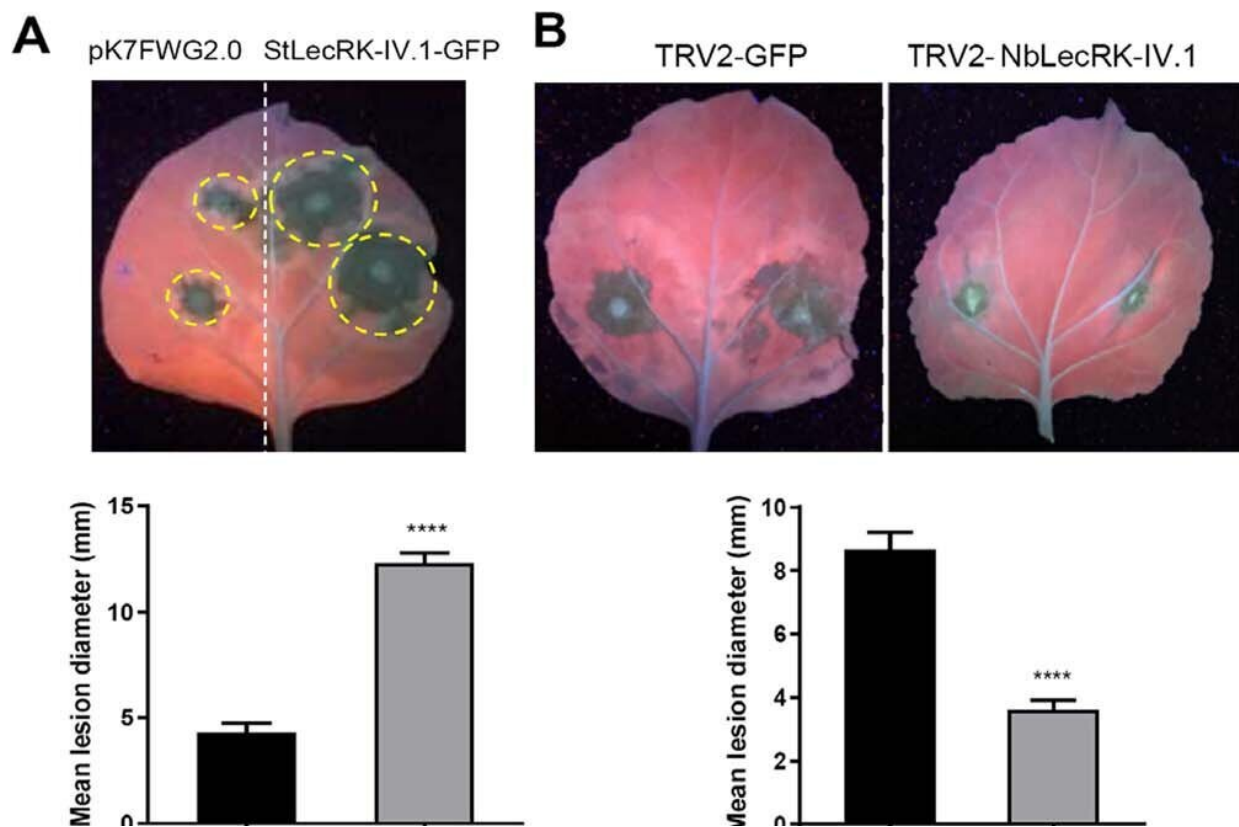 A
pK7FWG2.0 StLecRK-IV.1-GFP
B
TRV2-GFP TRV2- NbLecRK-IV.1
Mean lesion diameter (mm)
15
10
5
0
****
Mean lesion diameter (mm)
10
8
6
4
2
0
****